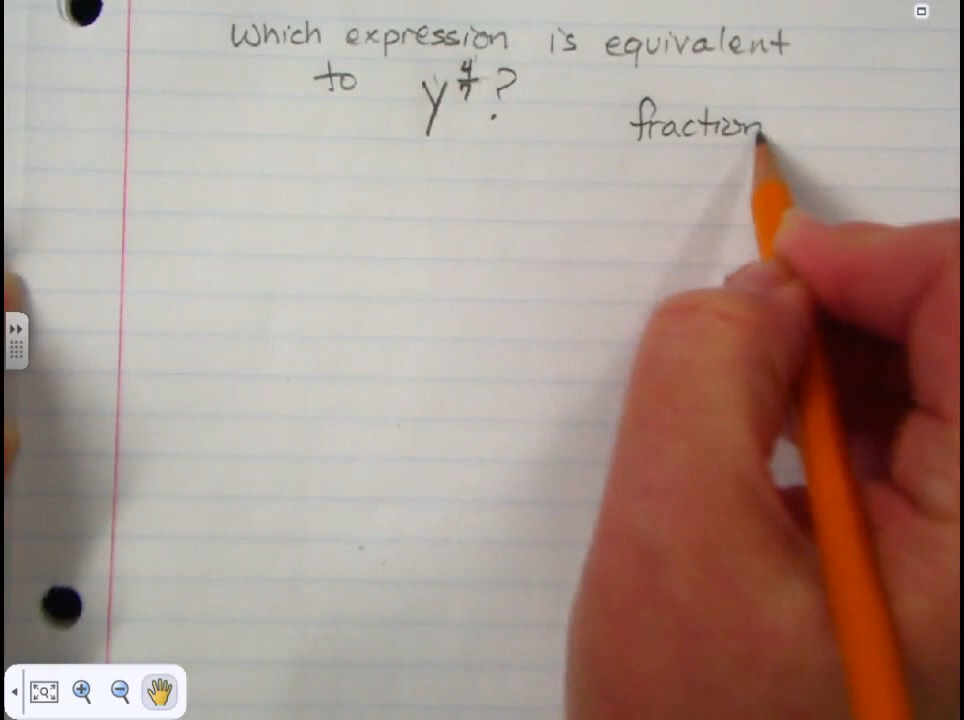 Which expression is equivalent
to y^4/7?
fraction